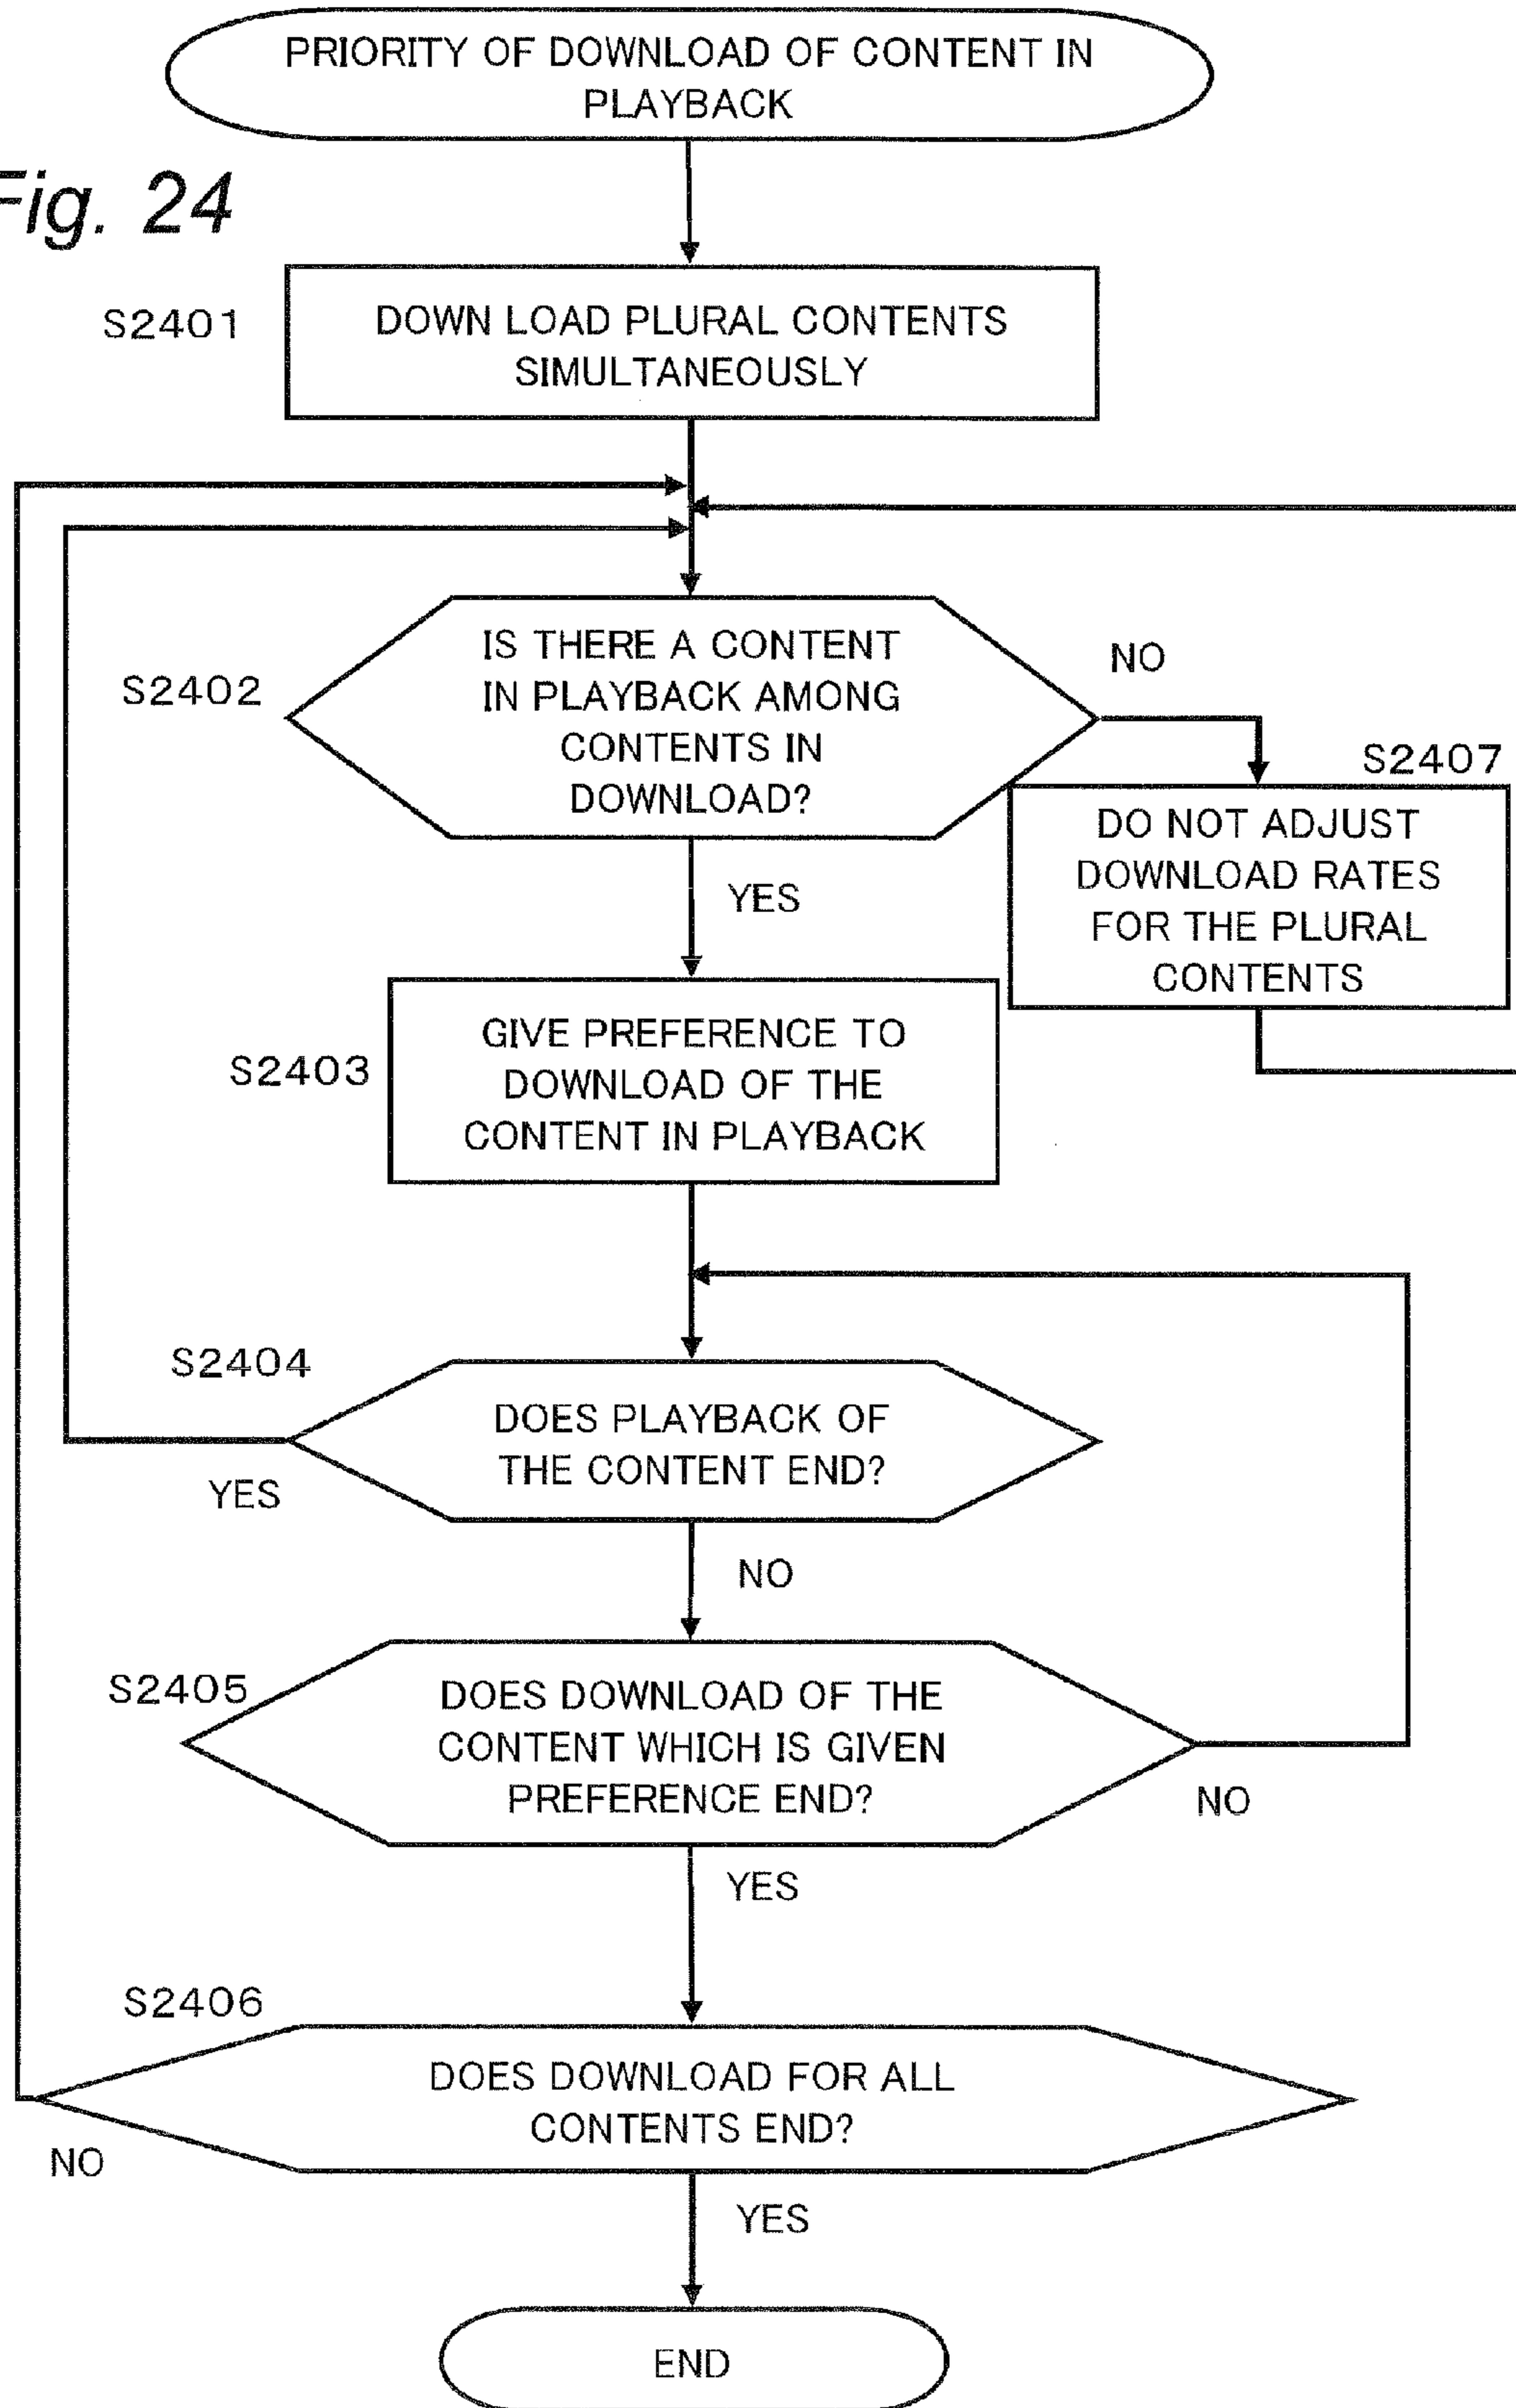 PRIORITY OF DOWNLOAD OF CONTENT IN
PLAYBACK
Fig. 24
S2401
DOWN LOAD PLURAL CONTENTS
SIMULTANEOUSLY
S2402
IS THERE A CONTENT
IN PLAYBACK AMONG
CONTENTS IN
DOWNLOAD?
NO
S2407
DO NOT ADJUST
DOWNLOAD RATES
FOR THE PLURAL
CONTENTS
YES
S2403
GIVE PREFERENCE TO
DOWNLOAD OF THE
CONTENT IN PLAYBACK
S2404
DOES PLAYBACK OF
THE CONTENT END?
YES
NO
S2405
DOES DOWNLOAD OF THE
CONTENT WHICH IS GIVEN
PREFERENCE END?
NO
YES
S2406
DOES DOWNLOAD FOR ALL
CONTENTS END?
NO
YES
END